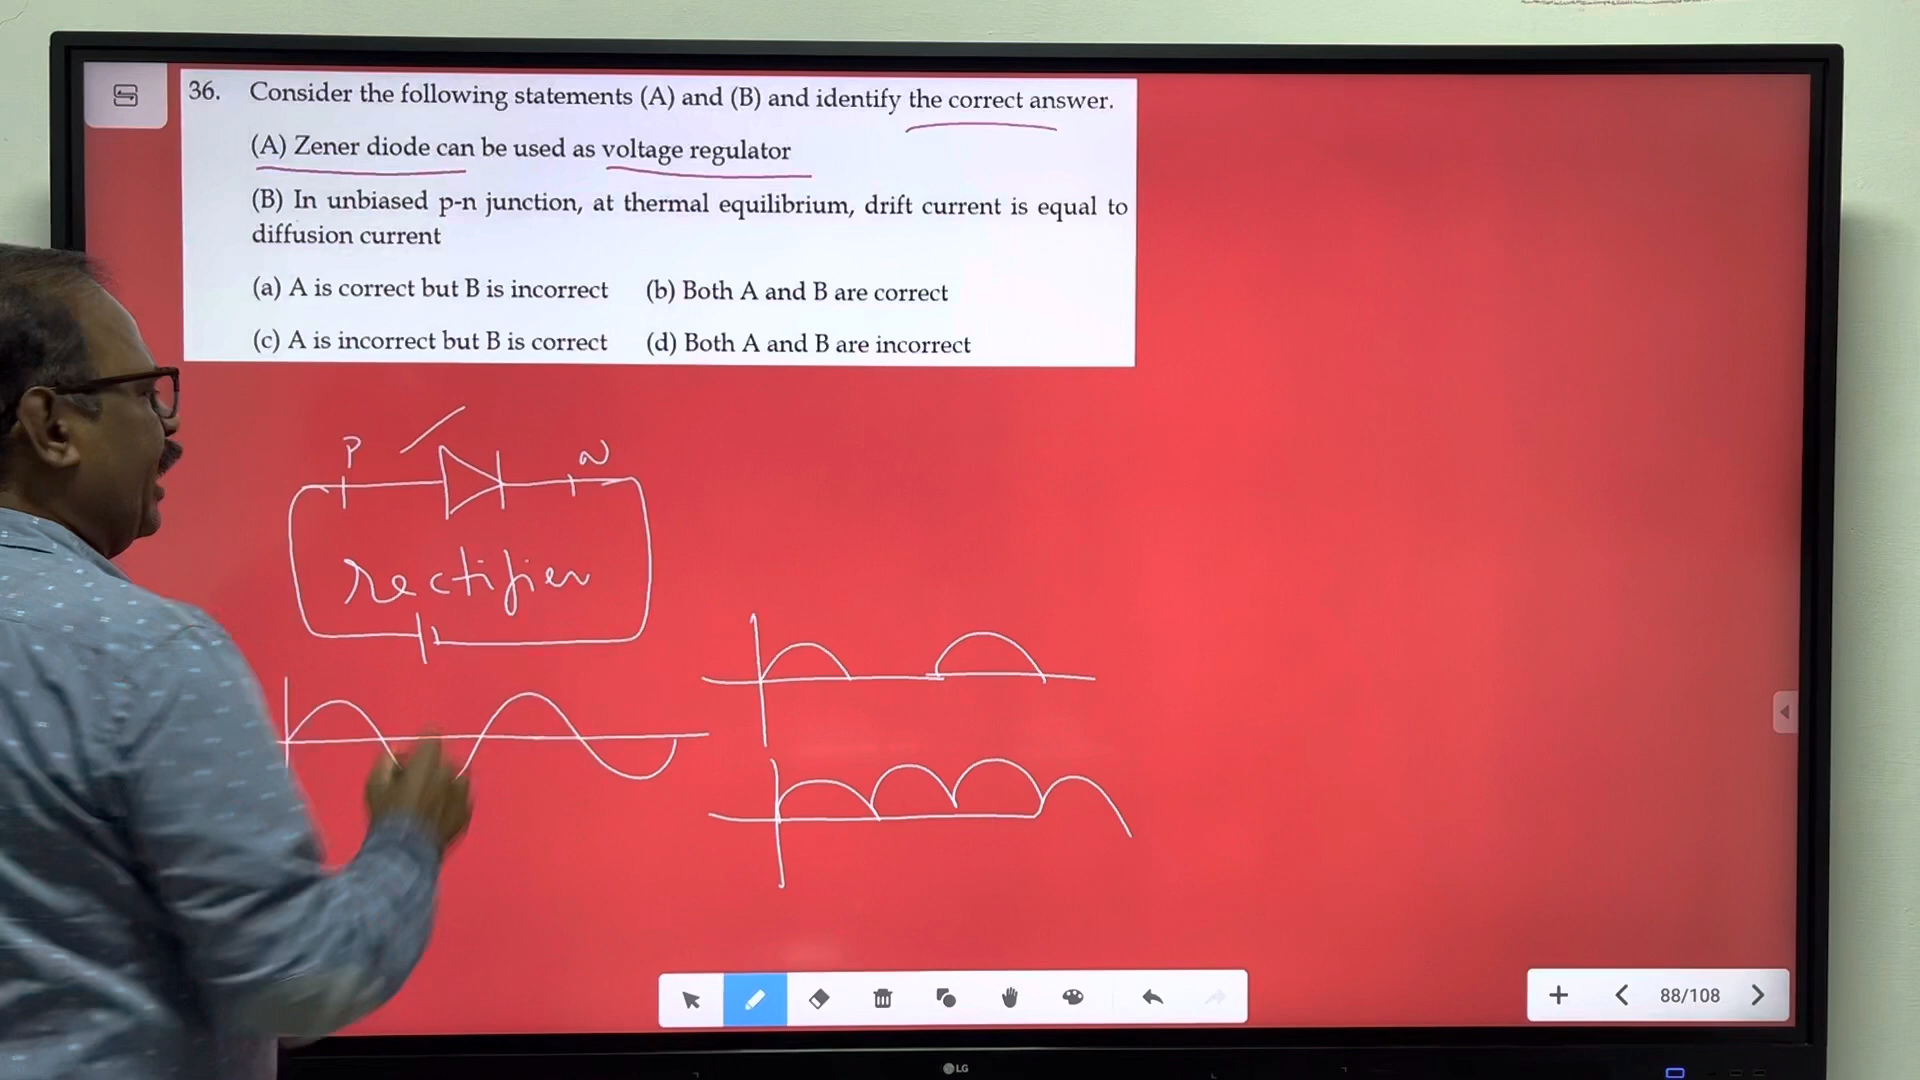 36. Consider the following statements (A) and (B) and identify the correct answer.
(A) Zener diode can be used as voltage regulator
(B) In unbiased p-n junction, at thermal equilibrium, drift current is equal to
diffusion current
(a) A is correct but B is incorrect (b) Both A and B are correct
(c) A is incorrect but B is correct (d) Both A and B are incorrect
P N
rectifier
88/108
LG